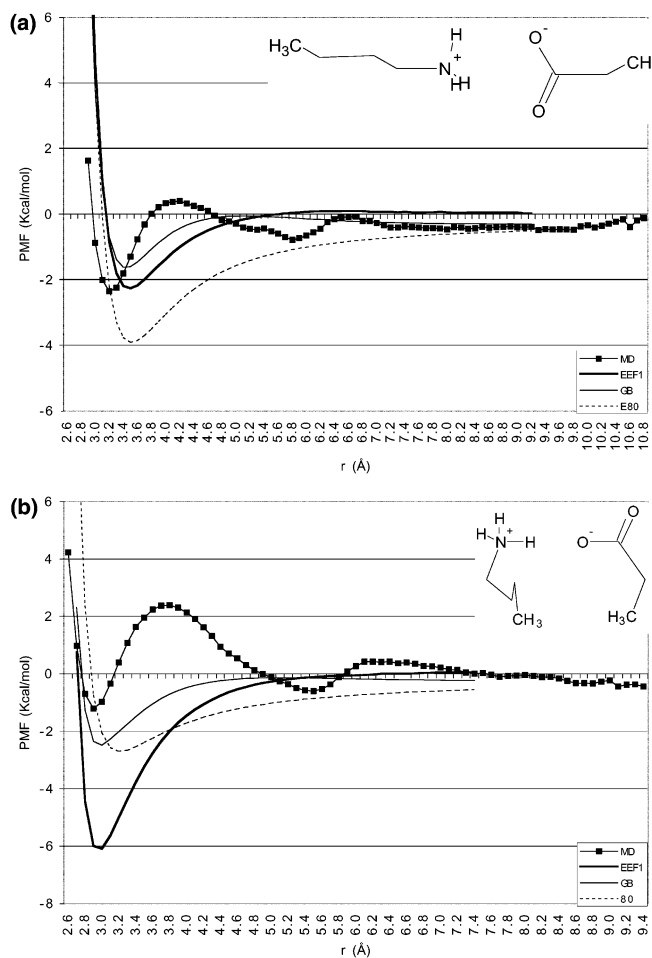 (a)
6
4
2
0
-2
-4
-6
PMF (Kcal/mol)
H3C
H
N
+
H
H
O-
O
CH
MD
EEF1
GB
E80
2.6 2.8 3.0 3.2 3.4 3.6 3.8 4.0 4.2 4.4 4.6 4.8 5.0 5.2 5.4 5.6 5.8 6.0 6.2 6.4 6.6 6.8 7.0 7.2 7.4 7.6 7.8 8.0 8.2 8.4 8.6 8.8 9.0 9.2 9.4 9.6 9.8 10.0 10.2 10.4 10.6 10.8
r (Å)
(b)
6
4
2
0
-2
-4
-6
-8
PMF (Kcal/mol)
H
H
N
+
H
CH3
O
O-
H3C
MD
EEF1
GB
80
2.6 2.8 3.0 3.2 3.4 3.6 3.8 4.0 4.2 4.4 4.6 4.8 5.0 5.2 5.4 5.6 5.8 6.0 6.2 6.4 6.6 6.8 7.0 7.2 7.4 7.6 7.8 8.0 8.2 8.4 8.6 8.8 9.0 9.2 9.4
r (Å)